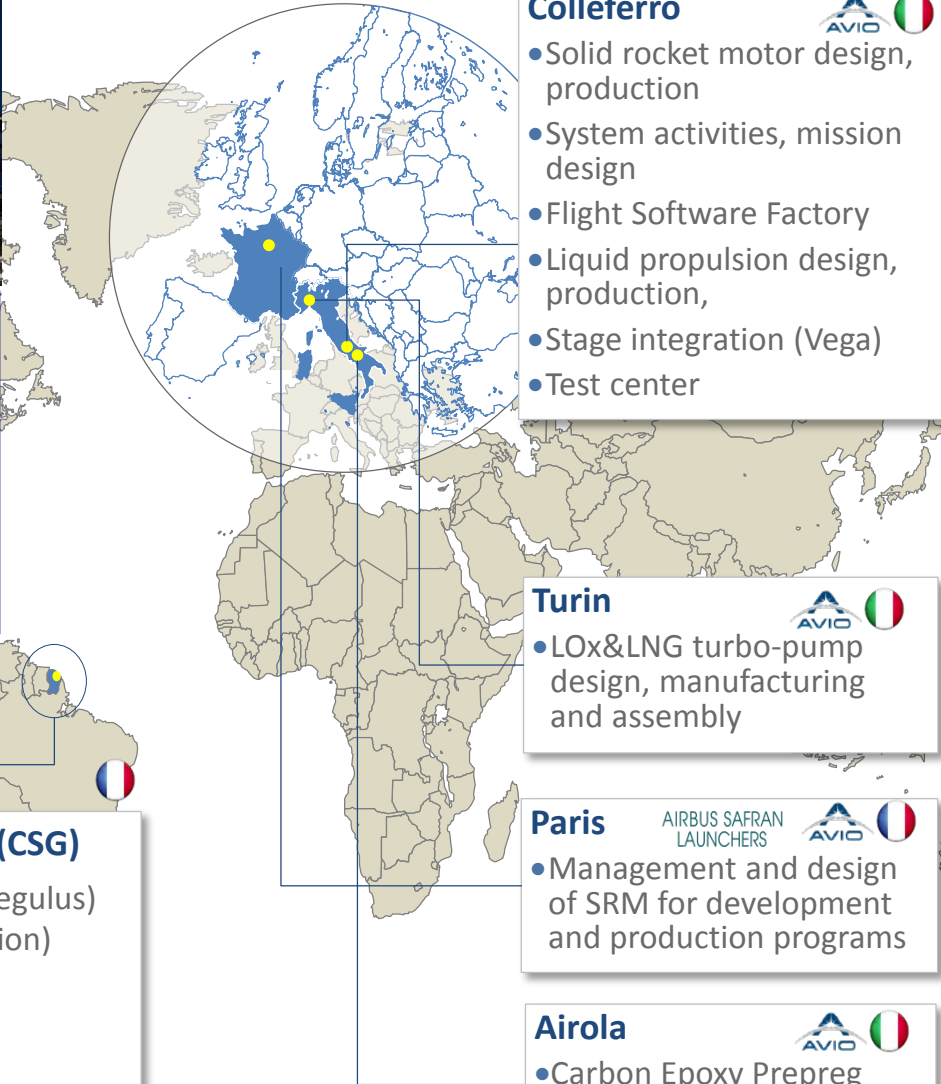 Colleferro
AVIO
•Solid rocket motor design,
production
•System activities, mission
design
•Flight Software Factory
•Liquid propulsion design,
production,
•Stage integration (Vega)
•Test center
Turin
AVIO
•LOx&LNG turbo-pump
design, manufacturing
and assembly
Paris
AIRBUS SAFRAN
LAUNCHERS
AVIO
•Management and design
of SRM for development
and production programs
(CSG)
egulus)
ion)
Airola
AVIO
•Carbon Epoxy Prepreg